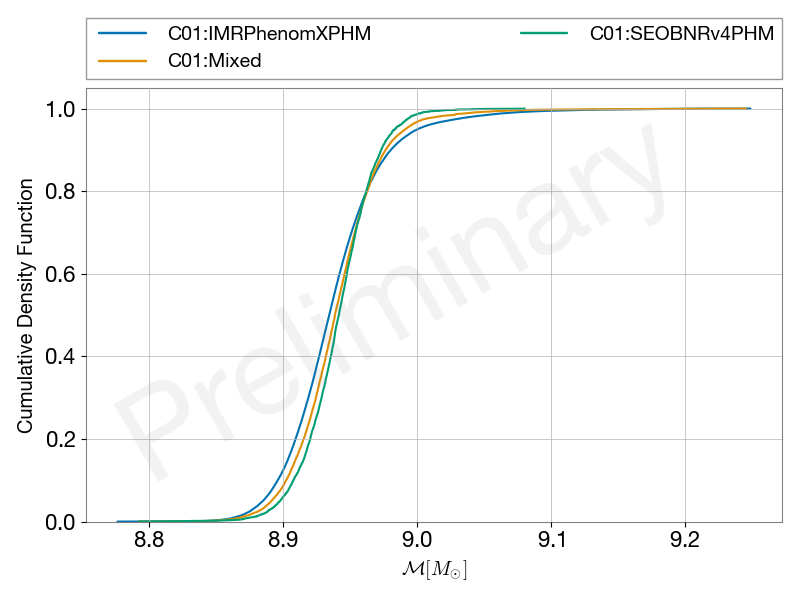 C01:IMRPhenomXPHM
C01:SEOBNRv4PHM
C01:Mixed
Cumulative Density Function
1.0
0.8
0.6
0.4
0.2
0.0
Preliminary
8.8 8.9 9.0 9.1 9.2
ℳ[M⊙]